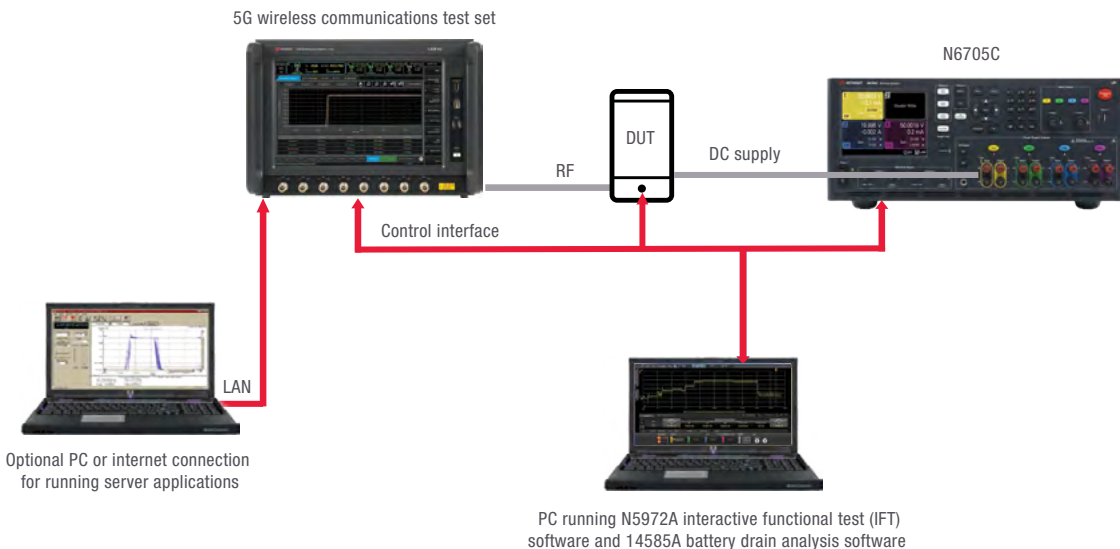 5G wireless communications test set
N6705C
DUT
RF
DC supply
Control interface
LAN
Optional PC or internet connection
for running server applications
PC running N5972A interactive functional test (IFT)
software and 14585A battery drain analysis software